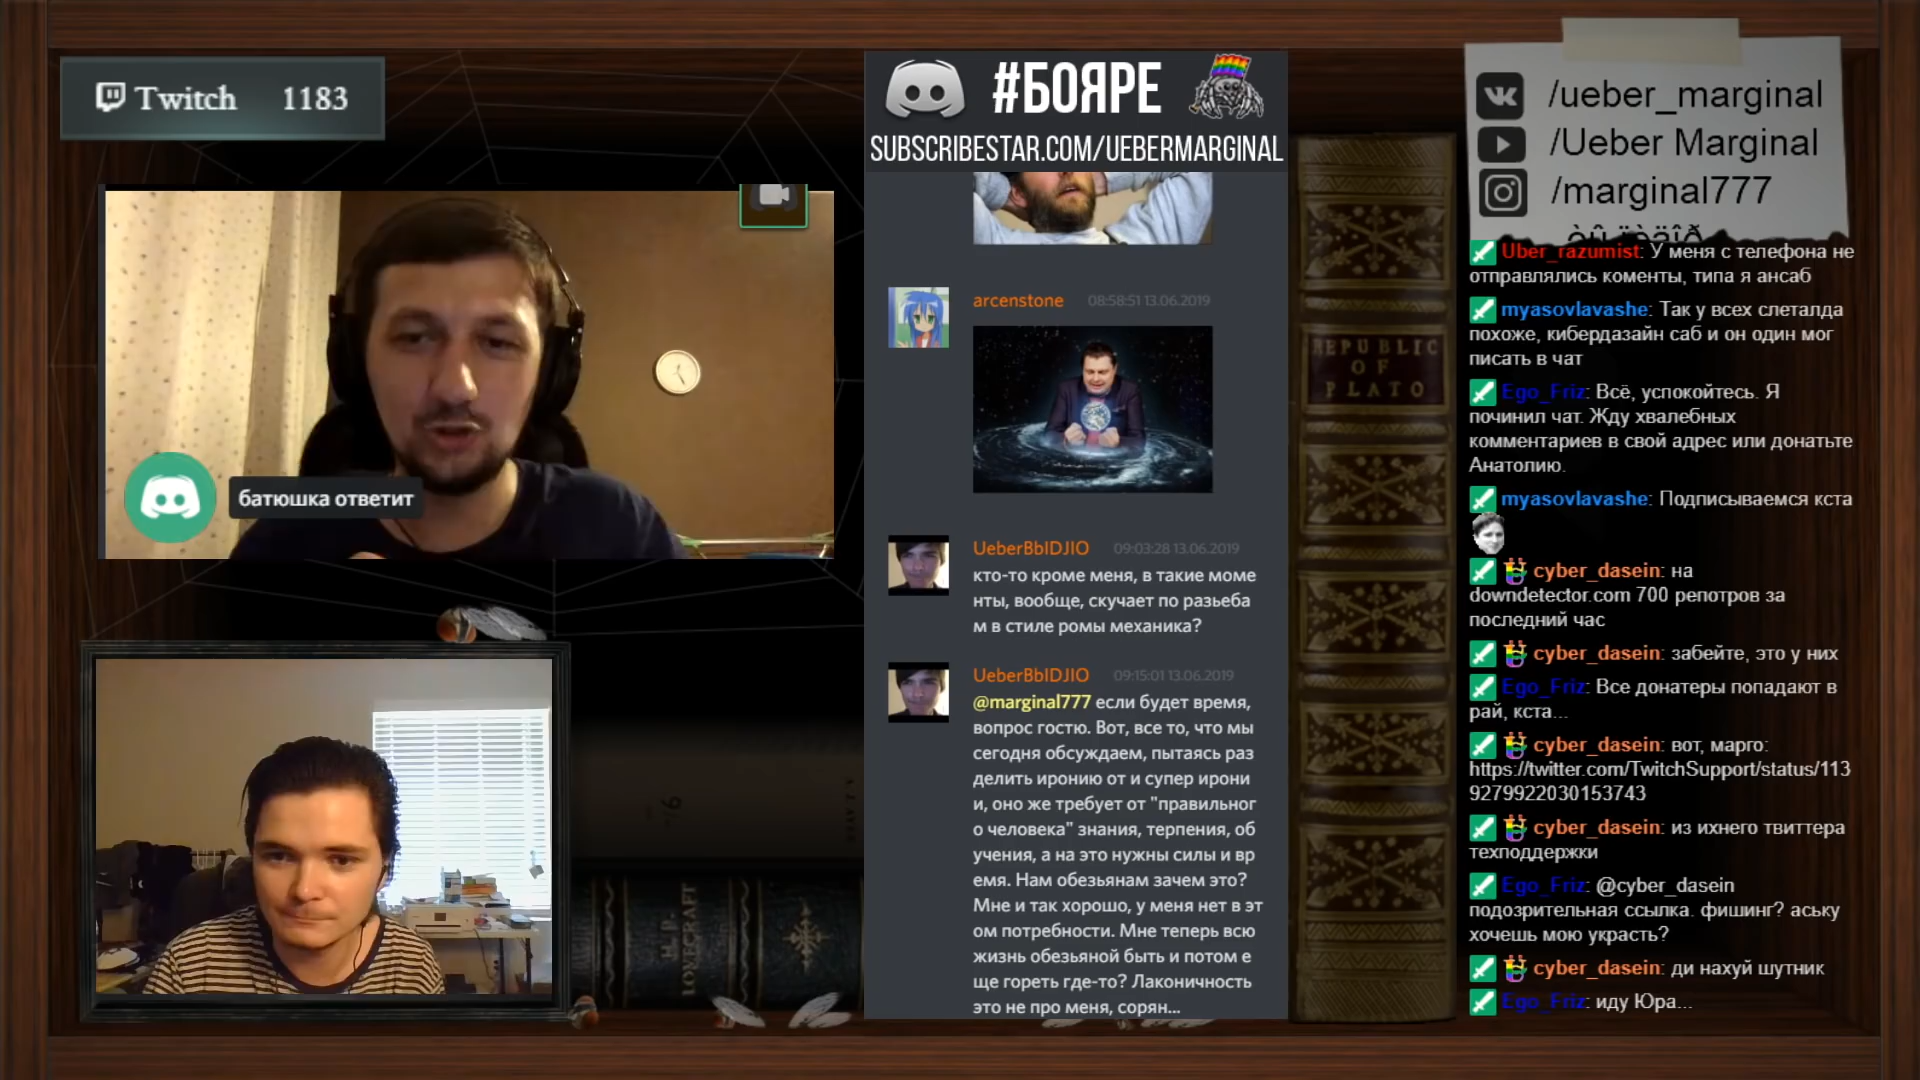 Twitch 1183
#БОЯРЕ
SUBSCRIBESTAR.COM/UEBERMARGINAL
батюшка ответит
arcenstone 08:58:51 13.06.2019
UeberBbIDJIO 09:03:28 13.06.2019
кто-то кроме меня, в такие моме
нты, вообще, скучает по разъеба
м в стиле ромы механика?
UeberBbIDJIO 09:15:01 13.06.2019
@marginal777 если будет время,
вопрос гостю. Вот, все то, что мы
сегодня обсуждаем, пытаясь раз
делить иронию от и супер ирони
и, оно же требует от "правильног
о человека" знания, терпения, об
учения, а на это нужны силы и вр
емя. Нам обезьянам зачем это?
Мне и так хорошо, у меня нет в эт
ом потребности. Мне теперь всю
жизнь обезьяной быть и потом е
ще гореть где-то? Лаконичность
это не про меня, сорян...
REPUBLIC
OF
PLATO
H. P.
LOVECRAFT
/ueber_marginal
/Ueber Marginal
/marginal777
Uber_razumist: У меня с телефона не
отправлялись коменты, типа я ансаб
myasovlavashe: Так у всех слеталда
похоже, кибердазайн саб и он один мог
писать в чат
Ego_Friz: Всё, успокойтесь. Я
починил чат. Жду хвалебных
комментариев в свой адрес или донатьте
Анатолию.
myasovlavashe: Подписываемся кста
cyber_dasein: на
downdetector.com 700 репотров за
последний час
cyber_dasein: забейте, это у них
Ego_Friz: Все донатеры попадают в
рай, кста...
cyber_dasein: вот, марго:
https://twitter.com/TwitchSupport/status/113
9279922030153743
cyber_dasein: из ихнего твиттера
техподдержки
Ego_Friz: @cyber_dasein
подозрительная ссылка. фишинг? аську
хочешь мою украсть?
cyber_dasein: ди нахуй шутник
Ego_Friz: иду Юра...